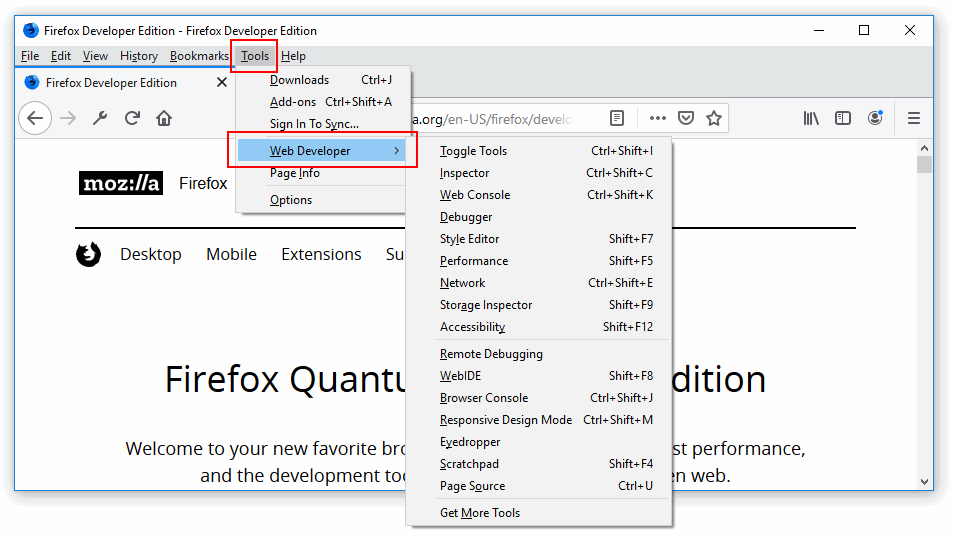 Firefox Developer Edition - Firefox Developer Edition
File Edit View History Bookmarks Tools Help
Firefox Developer Edition
Downloads Ctrl+J
Add-ons Ctrl+Shift+A
Sign In To Sync...
Web Developer
Page Info
Options
a.org/en-US/firefox/develo
Toggle Tools Ctrl+Shift+I
Inspector Ctrl+Shift+C
Web Console Ctrl+Shift+K
Debugger
Style Editor Shift+F7
Performance Shift+F5
Network Ctrl+Shift+E
Storage Inspector Shift+F9
Accessibility Shift+F12
Remote Debugging
WebIDE Shift+F8
Browser Console Ctrl+Shift+J
Responsive Design Mode Ctrl+Shift+M
Eyedropper
Scratchpad Shift+F4
Page Source Ctrl+U
Get More Tools
moz://a Firefox
Desktop Mobile Extensions Su
Firefox Quantu dition
Welcome to your new favorite bro st performance,
and the development too en web.